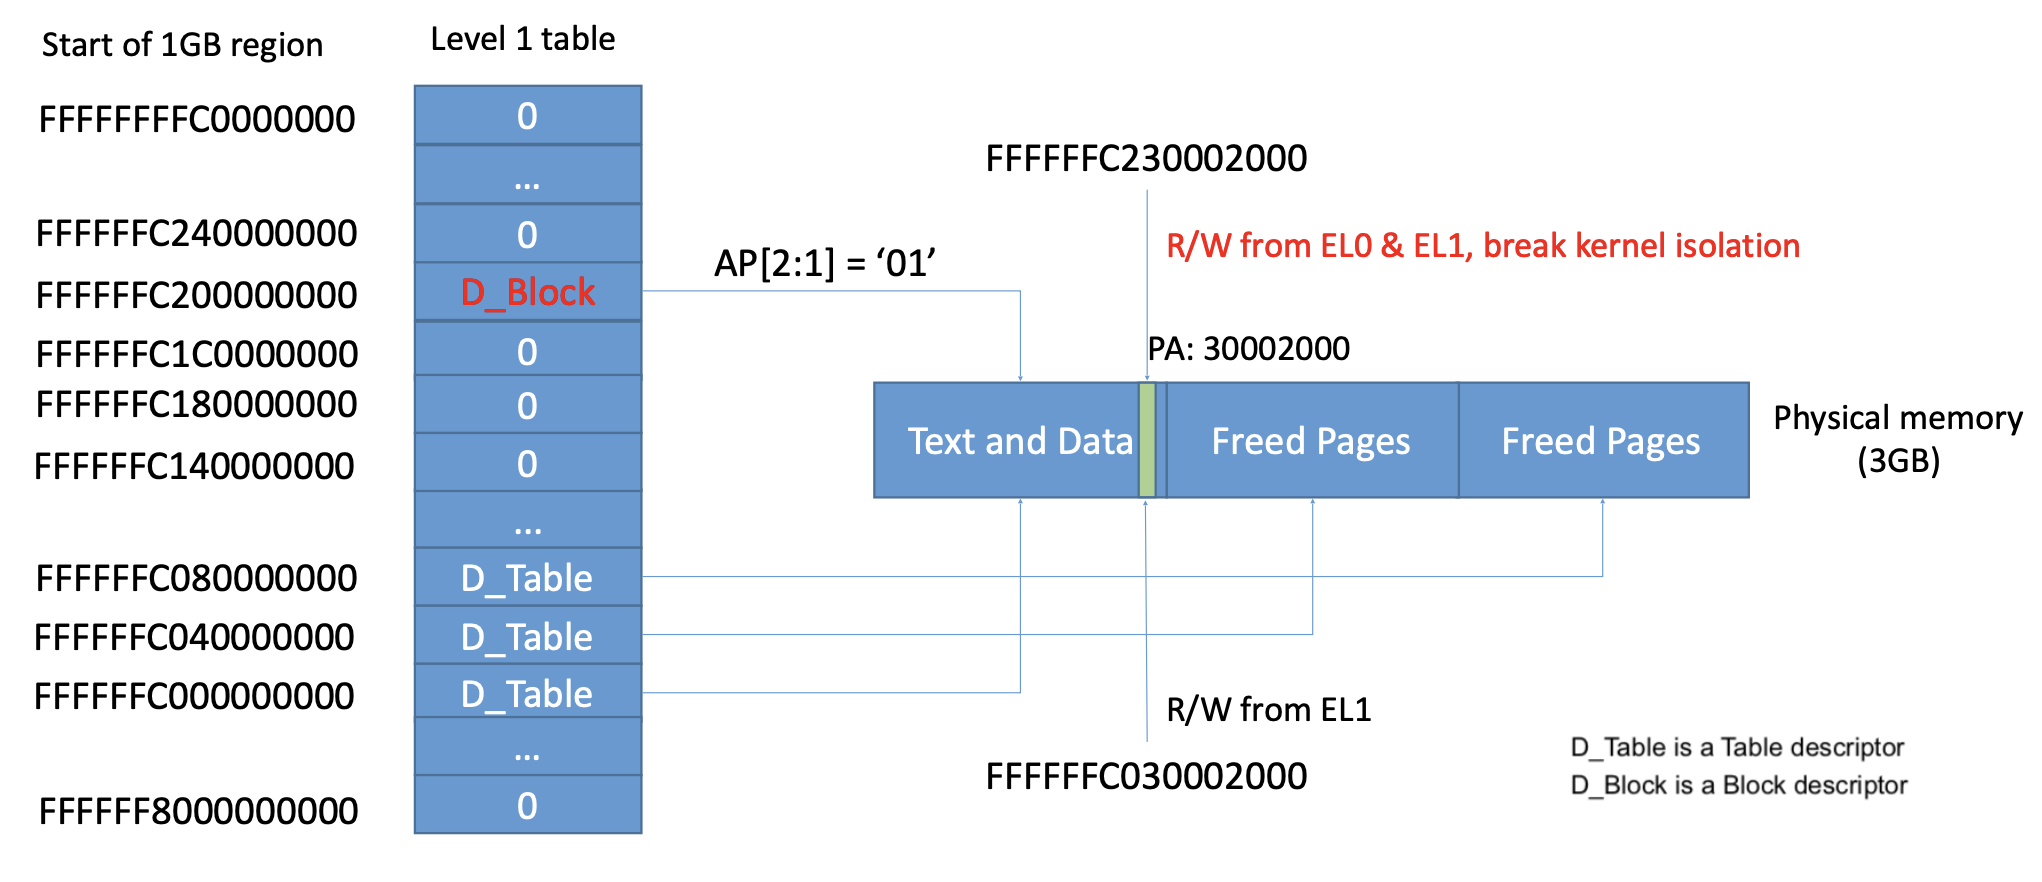 Start of 1GB region
Level 1 table
FFFFFFFFC0000000
0
...
FFFFFFC240000000
0
FFFFFFC200000000
D_Block
FFFFFFC1C0000000
0
FFFFFFC180000000
0
FFFFFFC140000000
0
...
FFFFFFC080000000
D_Table
FFFFFFC040000000
D_Table
FFFFFFC000000000
D_Table
...
FFFFFF8000000000
0
AP[2:1] = ‘01’
FFFFFFC230002000
R/W from EL0 & EL1, break kernel isolation
PA: 30002000
Text and Data
Freed Pages
Freed Pages
Physical memory
(3GB)
R/W from EL1
FFFFFFC030002000
D_Table is a Table descriptor
D_Block is a Block descriptor